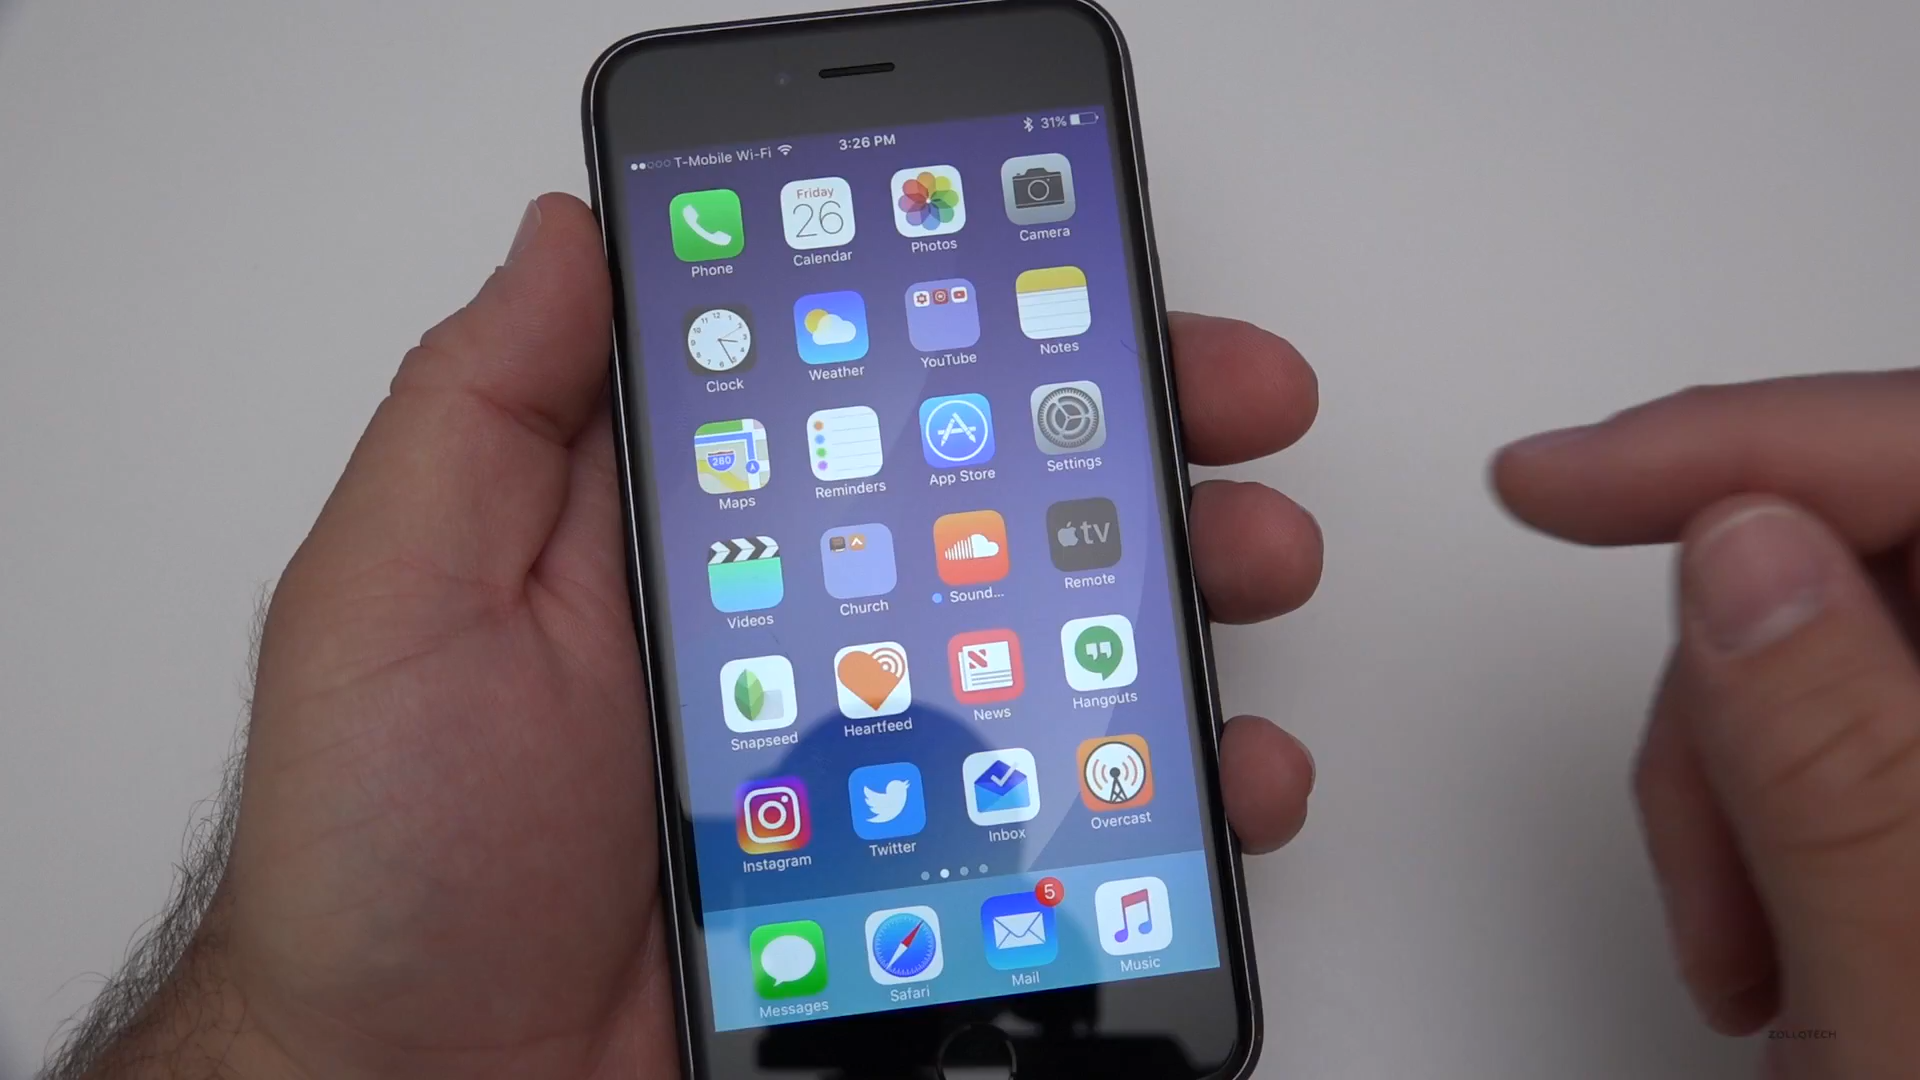 T-Mobile Wi-Fi 3:26 PM 31%
Friday
26
Phone Calendar Photos Camera
Clock Weather YouTube Notes
280
Maps Reminders App Store Settings
tv
Videos Church Sound... Remote
Snapseed Heartfeed News Hangouts
Instagram Twitter Inbox Overcast
5
Messages Safari Mail Music
ZOLLOTECH